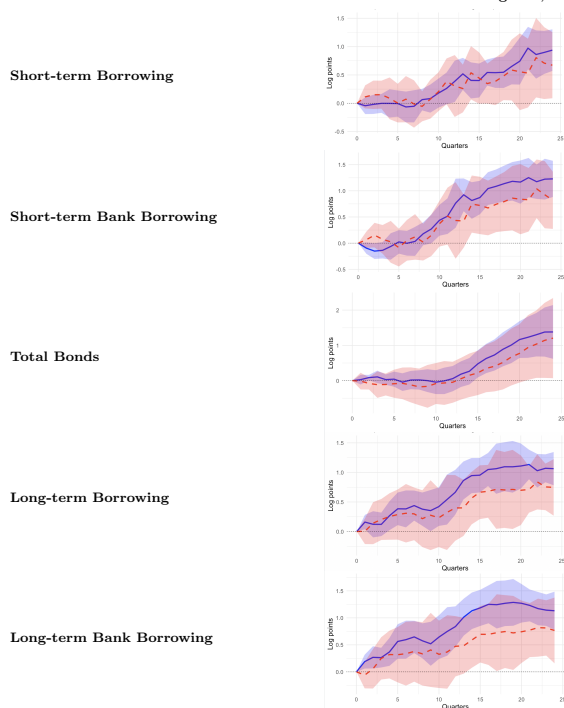 Short-term Borrowing
Log points
1.5
1.0
0.5
0.0
-0.5
0 5 10 15 20 25
Quarters
Short-term Bank Borrowing
Log points
1.5
1.0
0.5
0.0
-0.5
0 5 10 15 20 25
Quarters
Total Bonds
Log points
2
1
0
0 5 10 15 20 25
Quarters
Long-term Borrowing
Log points
1.5
1.0
0.5
0.0
0 5 10 15 20 25
Quarters
Long-term Bank Borrowing
Log points
1.5
1.0
0.5
0.0
0 5 10 15 20 25
Quarters